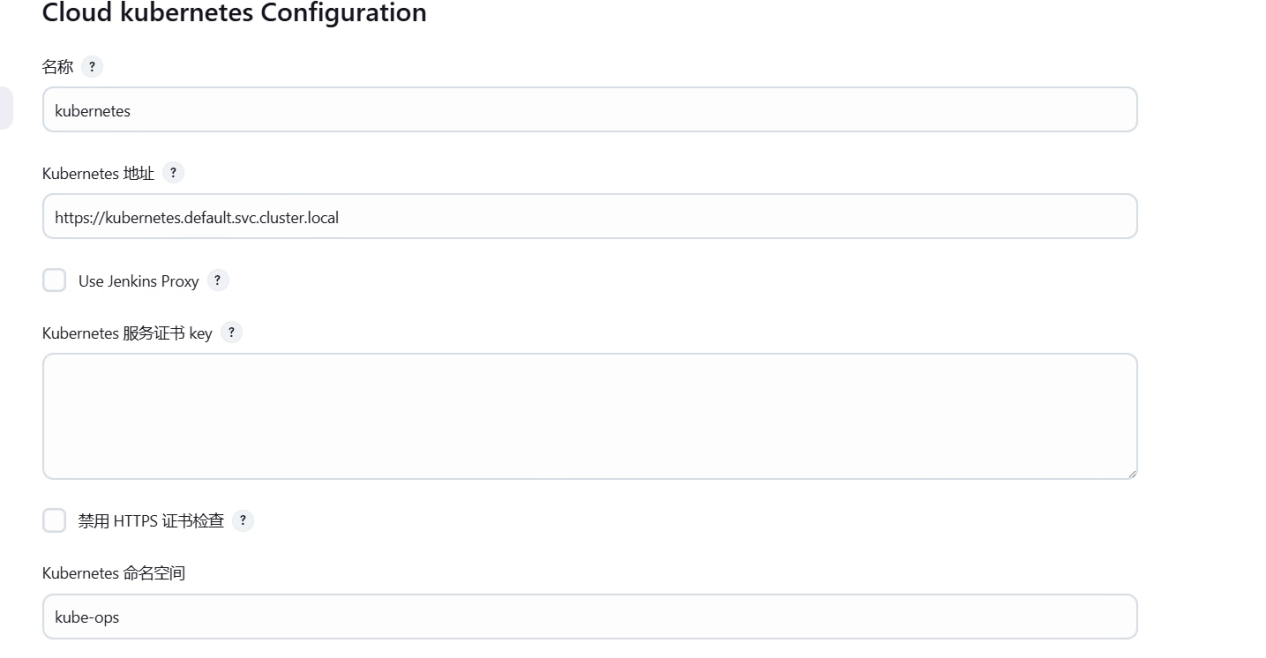 Cloud kubernetes Configuration
名称 ?
kubernetes
Kubernetes 地址 ?
https://kubernetes.default.svc.cluster.local
Use Jenkins Proxy ?
Kubernetes 服务证书 key ?
禁用 HTTPS 证书检查 ?
Kubernetes 命名空间
kube-ops